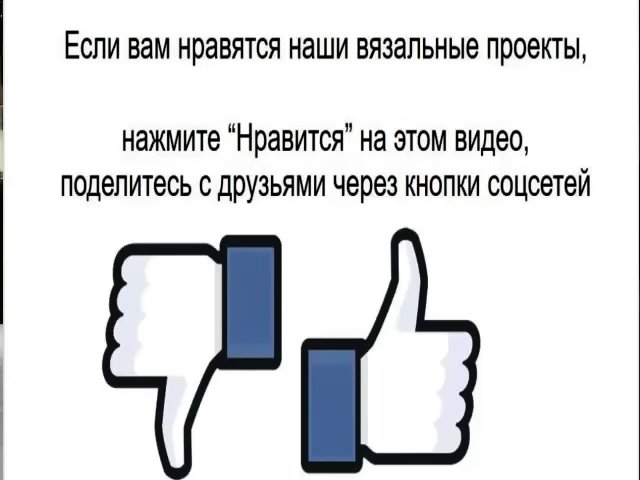 Если вам нравятся наши вязальные проекты,
нажмите “Нравится” на этом видео,
поделитесь с друзьями через кнопки соцсетей